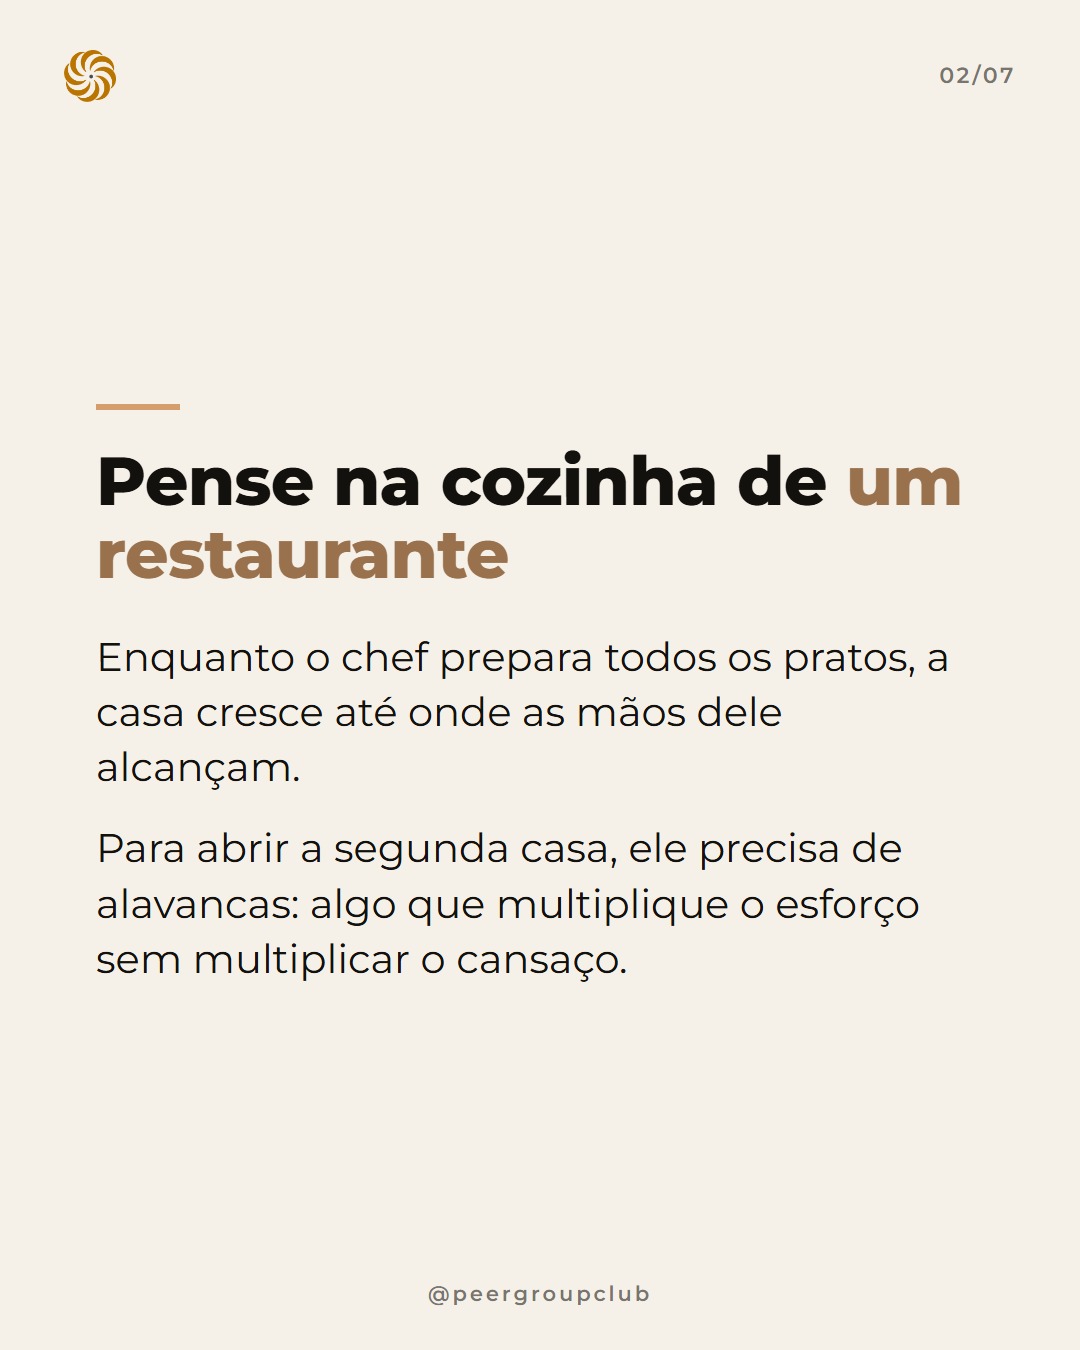 02/07
Pense na cozinha de um
restaurante
Enquanto o chef prepara todos os pratos, a
casa cresce até onde as mãos dele
alcançam.
Para abrir a segunda casa, ele precisa de
alavancas: algo que multiplique o esforço
sem multiplicar o cansaço.
@peergroupclub